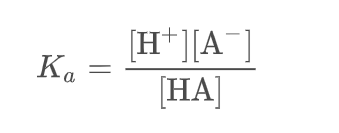 Kₐ = [H⁺][A⁻] / [HA]